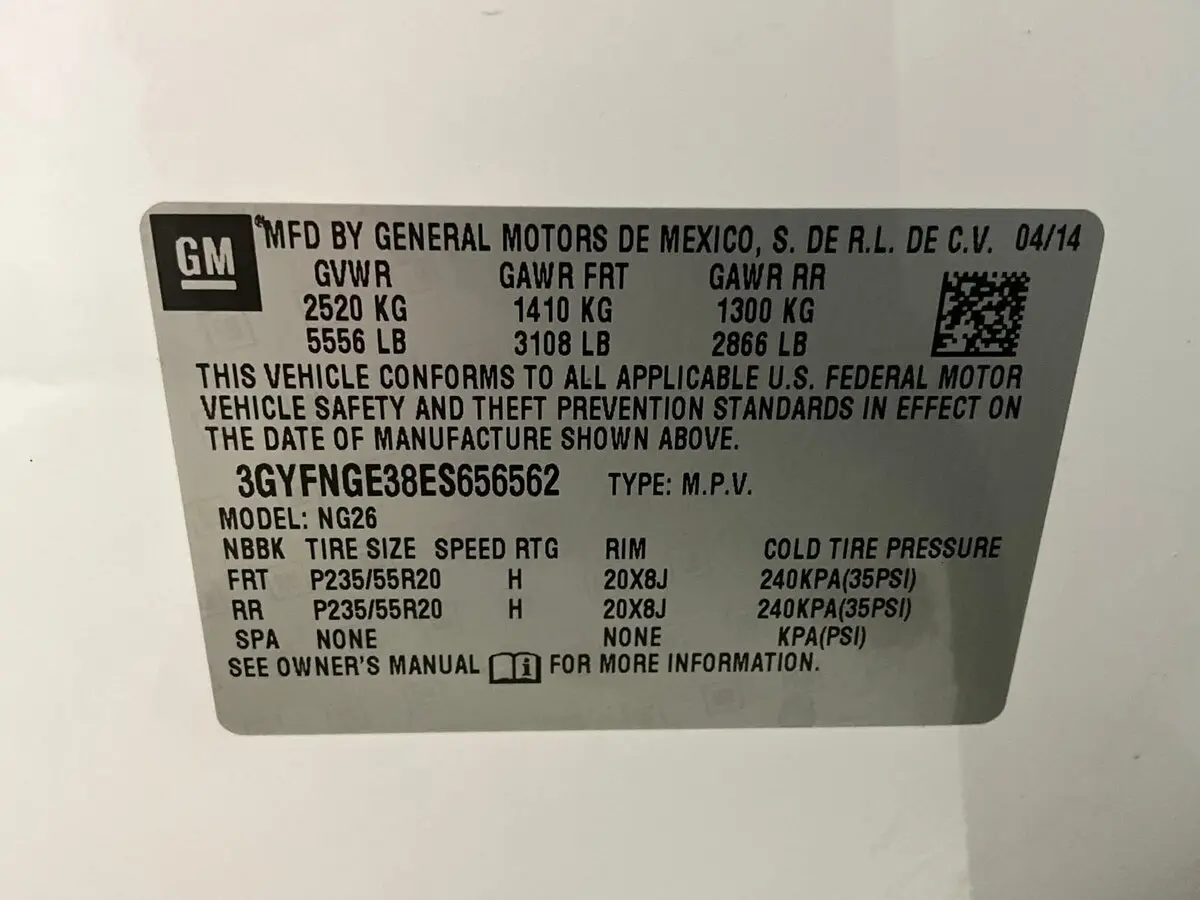 GM
MFD BY GENERAL MOTORS DE MEXICO, S. DE R.L. DE C.V. 04/14
GVWR GAWR FRT GAWR RR
2520 KG 1410 KG 1300 KG
5556 LB 3108 LB 2866 LB
THIS VEHICLE CONFORMS TO ALL APPLICABLE U.S. FEDERAL MOTOR
VEHICLE SAFETY AND THEFT PREVENTION STANDARDS IN EFFECT ON
THE DATE OF MANUFACTURE SHOWN ABOVE.
3GYFNGE38ES656562 TYPE: M.P.V.
MODEL: NG26
NBBK TIRE SIZE SPEED RTG RIM COLD TIRE PRESSURE
FRT P235/55R20 H 20X8J 240KPA(35PSI)
RR P235/55R20 H 20X8J 240KPA(35PSI)
SPA NONE NONE KPA(PSI)
SEE OWNER'S MANUAL i FOR MORE INFORMATION.